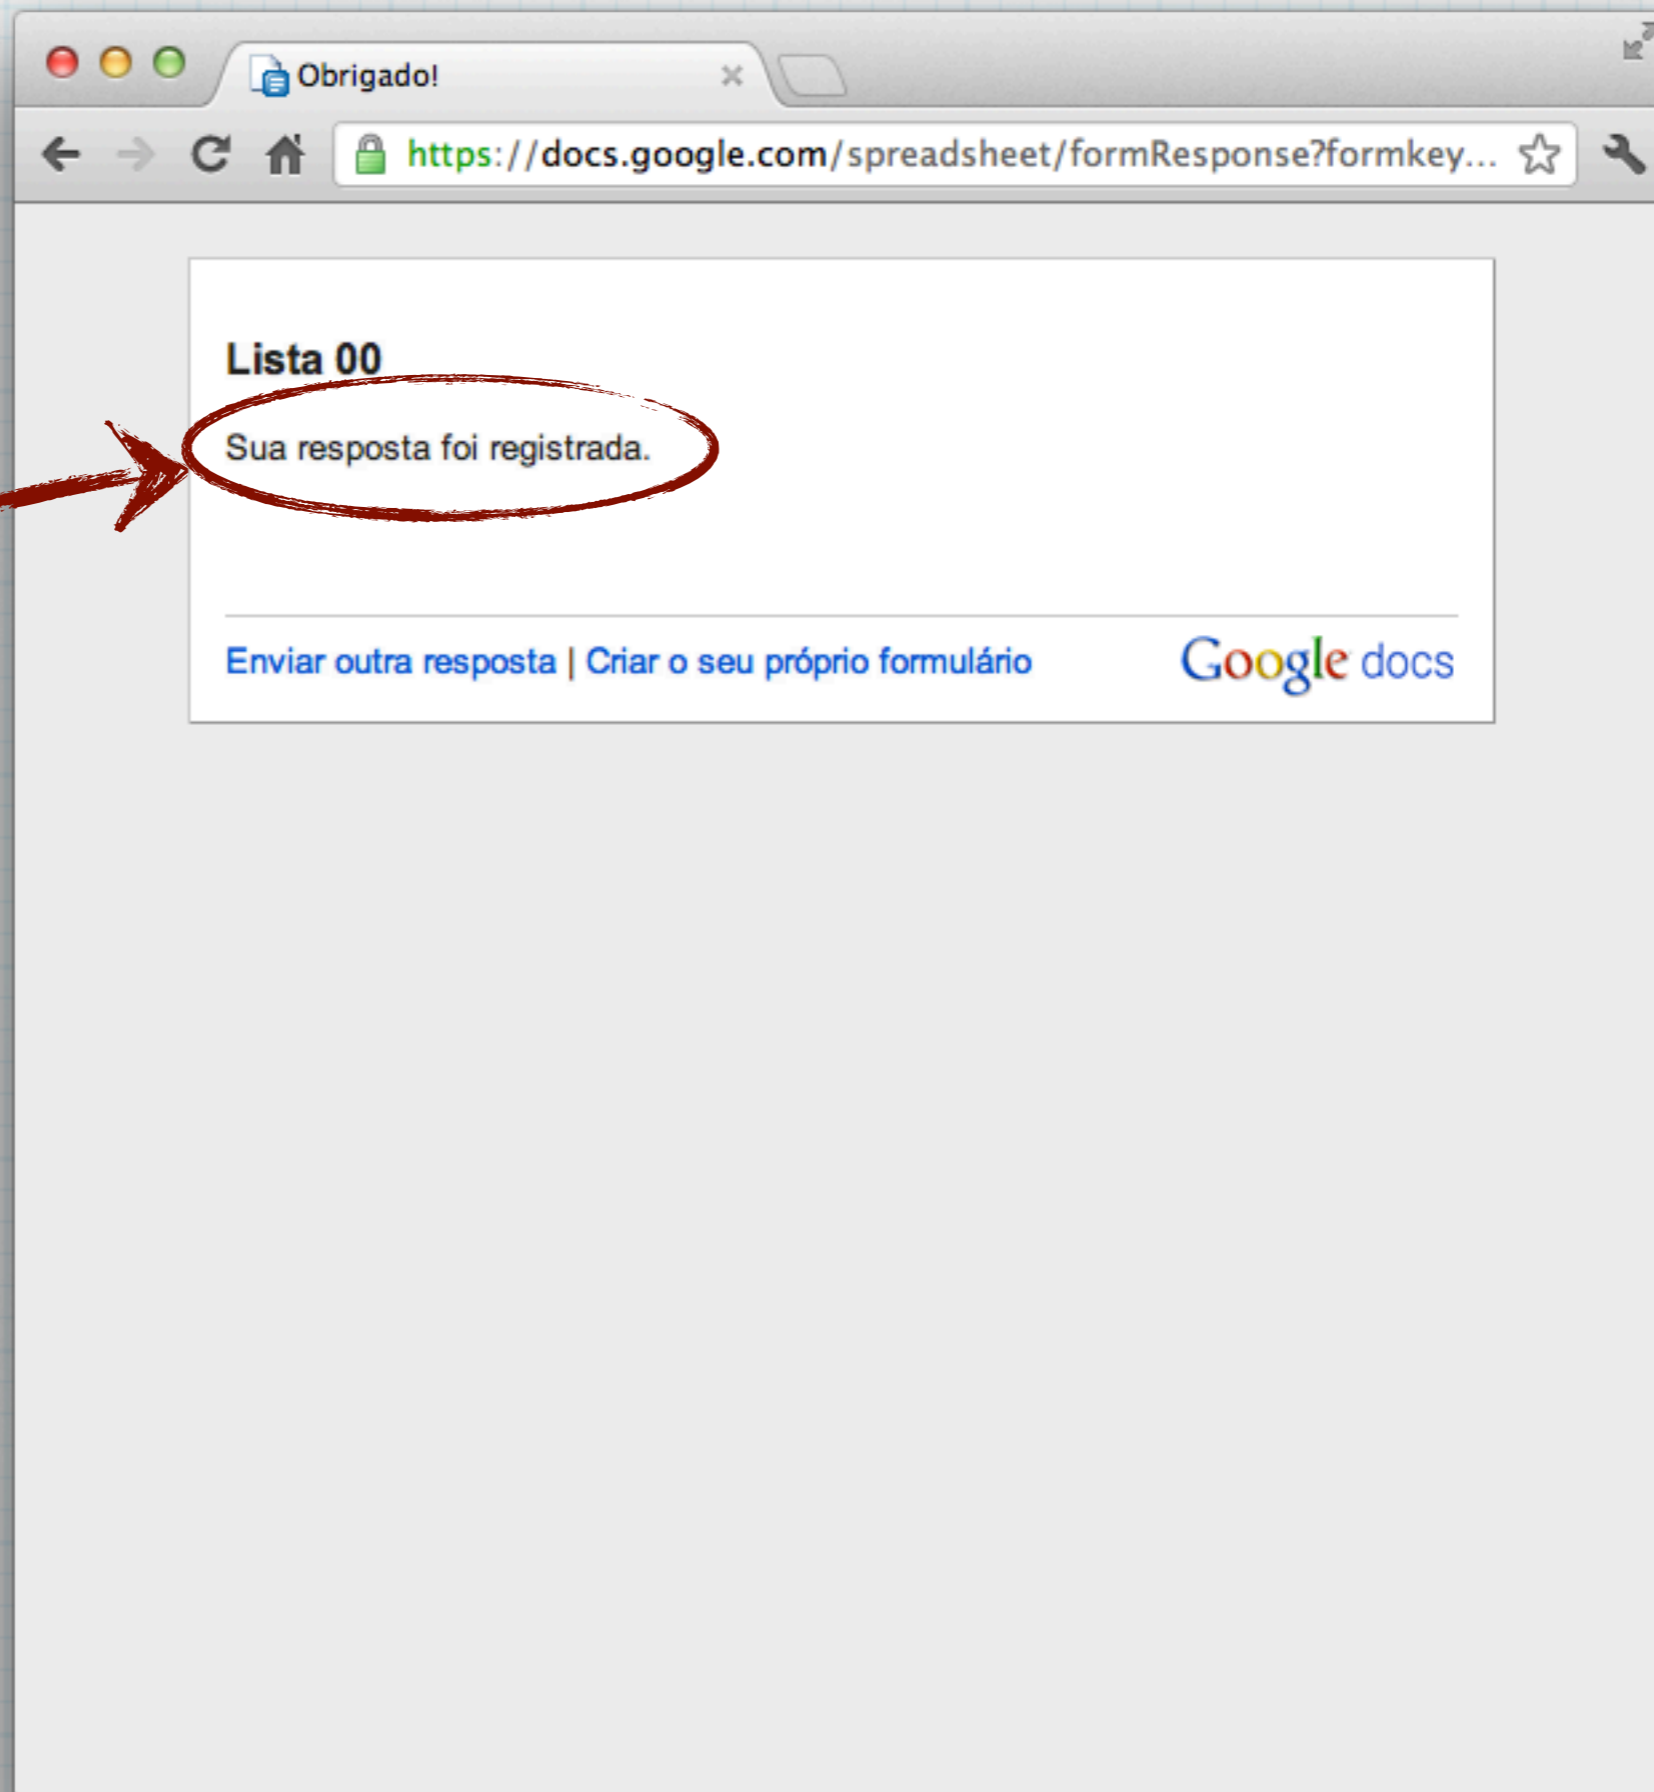 Obrigado!
https://docs.google.com/spreadsheet/formResponse?formkey...
Lista 00
Sua resposta foi registrada.
Enviar outra resposta | Criar o seu próprio formulário
Google docs